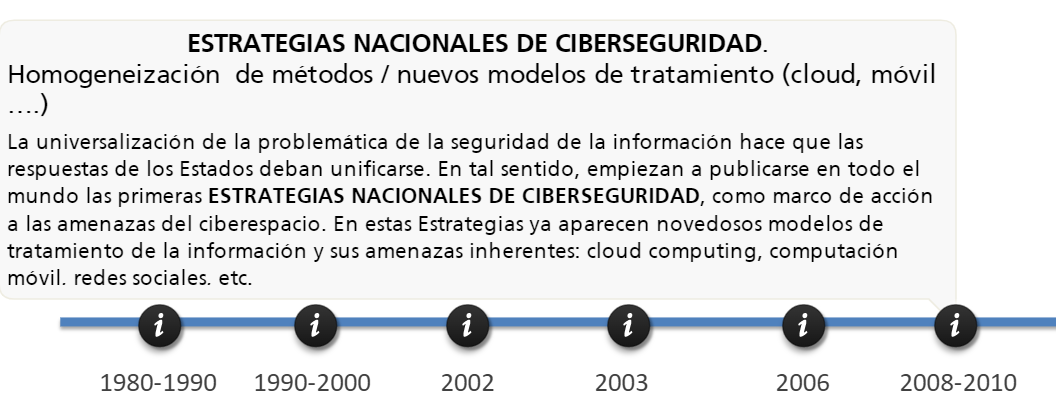 ESTRATEGIAS NACIONALES DE CIBERSEGURIDAD.
Homogeneización de métodos / nuevos modelos de tratamiento (cloud, móvil
….)
La universalización de la problemática de la seguridad de la información hace que las
respuestas de los Estados deban unificarse. En tal sentido, empiezan a publicarse en todo el
mundo las primeras ESTRATEGIAS NACIONALES DE CIBERSEGURIDAD, como marco de acción
a las amenazas del ciberespacio. En estas Estrategias ya aparecen novedosos modelos de
tratamiento de la información y sus amenazas inherentes: cloud computing, computación
móvil. redes sociales. etc.
i i i i i i
1980-1990 1990-2000 2002 2003 2006 2008-2010